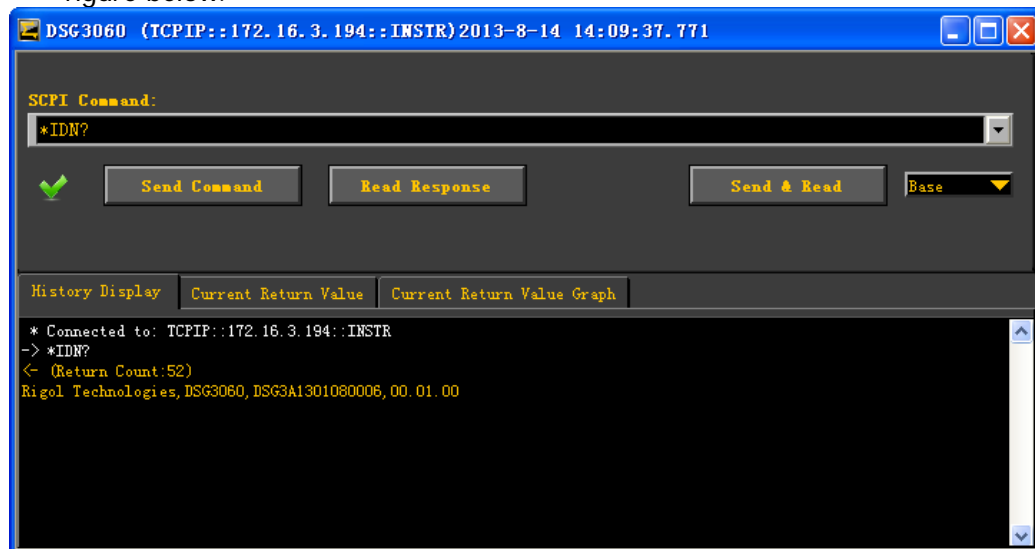 figure below.
DSG3060 (TCPIP::172.16.3.194::INSTR)2013-8-14 14:09:37.771
SCPI Command:
*IDN?
Send Command Read Response Send & Read Base
History Display Current Return Value Current Return Value Graph
* Connected to: TCPIP::172.16.3.194::INSTR
-> *IDN?
<- (Return Count:52)
Rigol Technologies,DSG3060,DSG3A1301080006,00.01.00